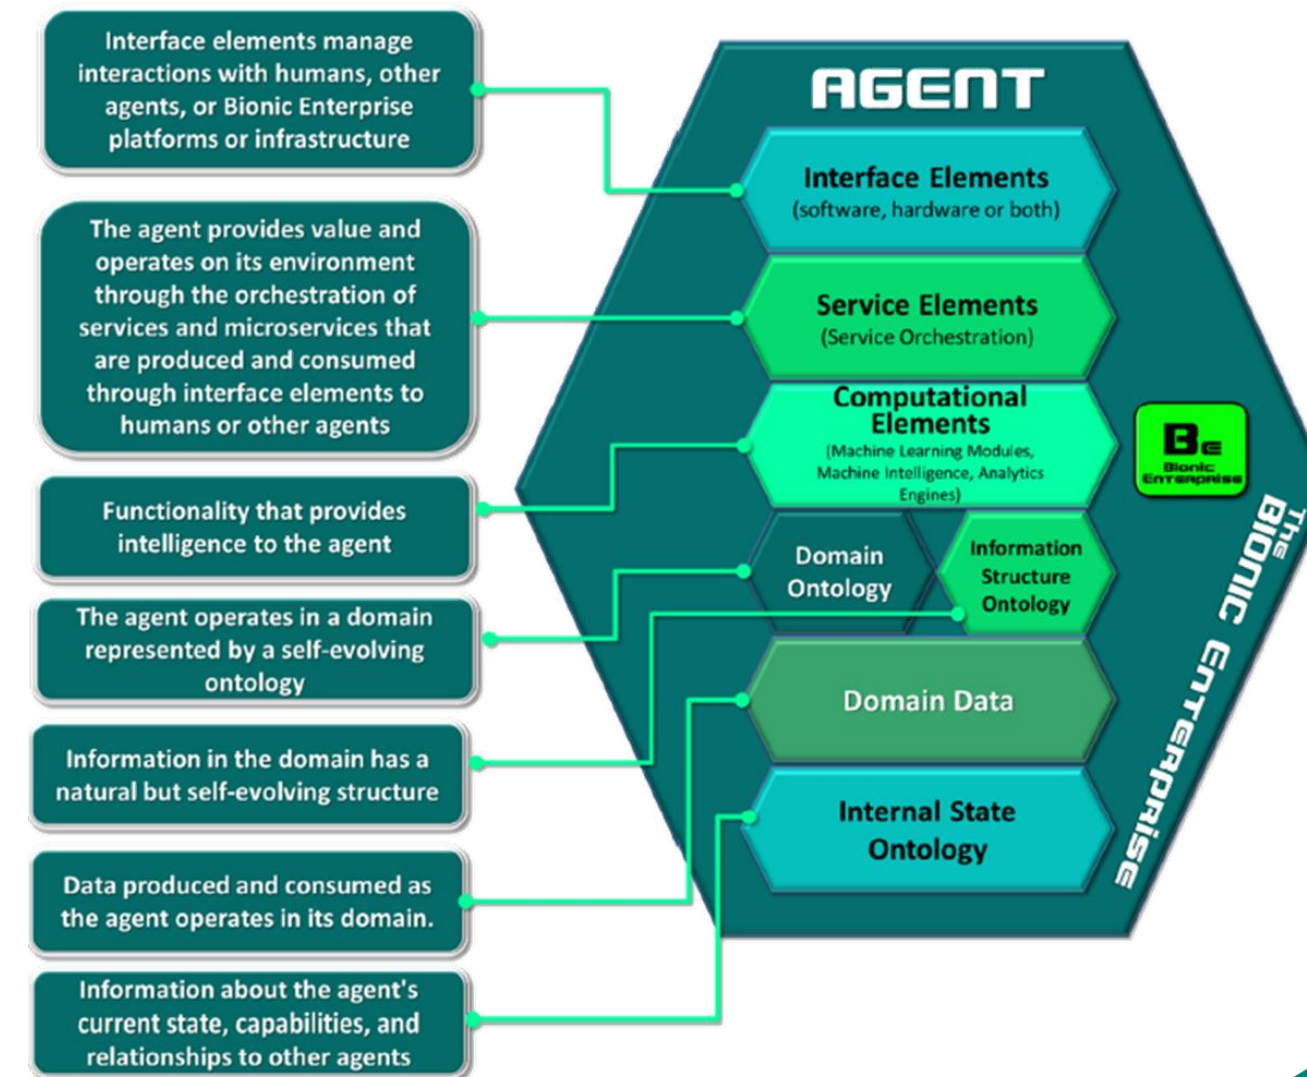 Interface elements manage
interactions with humans, other
agents, or Bionic Enterprise
platforms or infrastructure
The agent provides value and
operates on its environment
through the orchestration of
services and microservices that
are produced and consumed
through interface elements to
humans or other agents
Functionality that provides
intelligence to the agent
The agent operates in a domain
represented by a self-evolving
ontology
Information in the domain has a
natural but self-evolving structure
Data produced and consumed as
the agent operates in its domain.
Information about the agent's
current state, capabilities, and
relationships to other agents
AGENT
Interface Elements
(software, hardware or both)
Service Elements
(Service Orchestration)
Computational
Elements
(Machine Learning Modules,
Machine Intelligence, Analytics
Engines)
Domain
Ontology
Information
Structure
Ontology
Domain Data
Internal State
Ontology
BE
Bionic
Enterprise
The
Bionic Enterprise